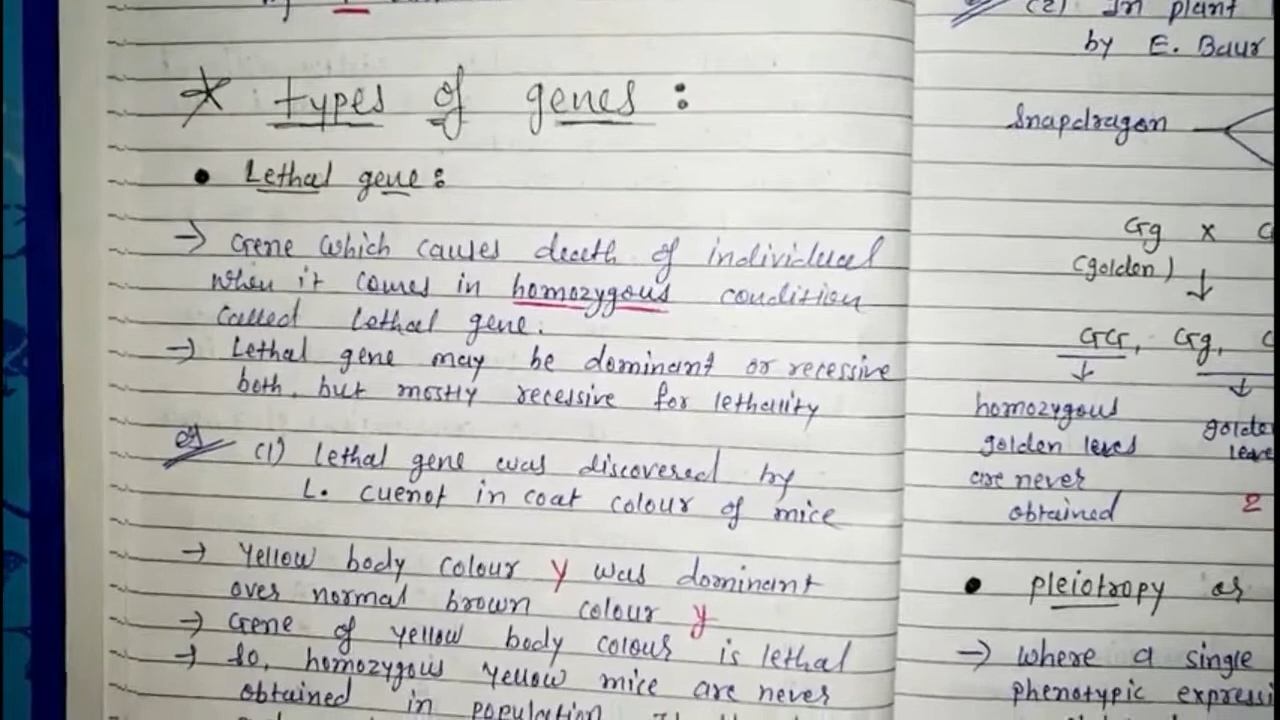 * types of genes :
• Lethal gene :
→ Gene which causes death of individual
when it comes in homozygous condition
called lethal gene.
→ Lethal gene may be dominant or recessive
both, but mostly recessive for lethality
(1) Lethal gene was discovered by
L. cuenot in coat colour of mice
→ Yellow body colour Y was dominant
over normal brown colour y
→ Gene of yellow body colour is lethal
→ So, homozygous yellow mice are never
obtained in population.
(2) In plant
by E. Baur
Snapdragon
Gg x G
(golden) ↓
GG, Gg,
↓ ↓
homozygous
golden leves
are never
obtained
golde
leave
2
• pleiotropy or
→ where a single
phenotypic expressi